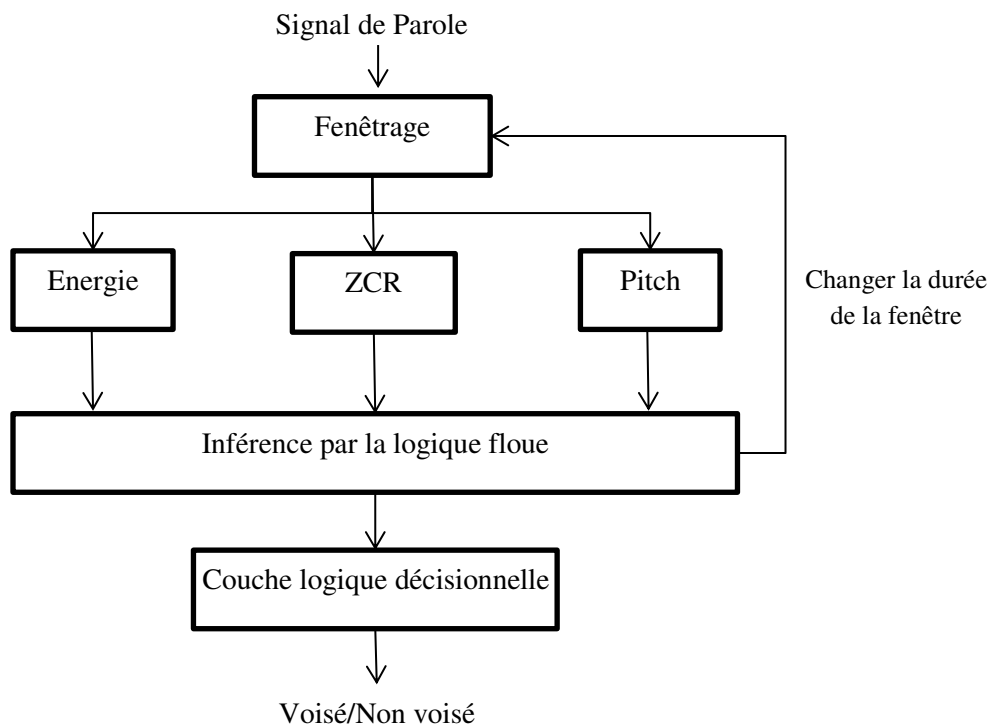 Signal de Parole
Fenêtrage
Energie
ZCR
Pitch
Changer la durée
de la fenêtre
Inférence par la logique floue
Couche logique décisionnelle
Voisé/Non voisé